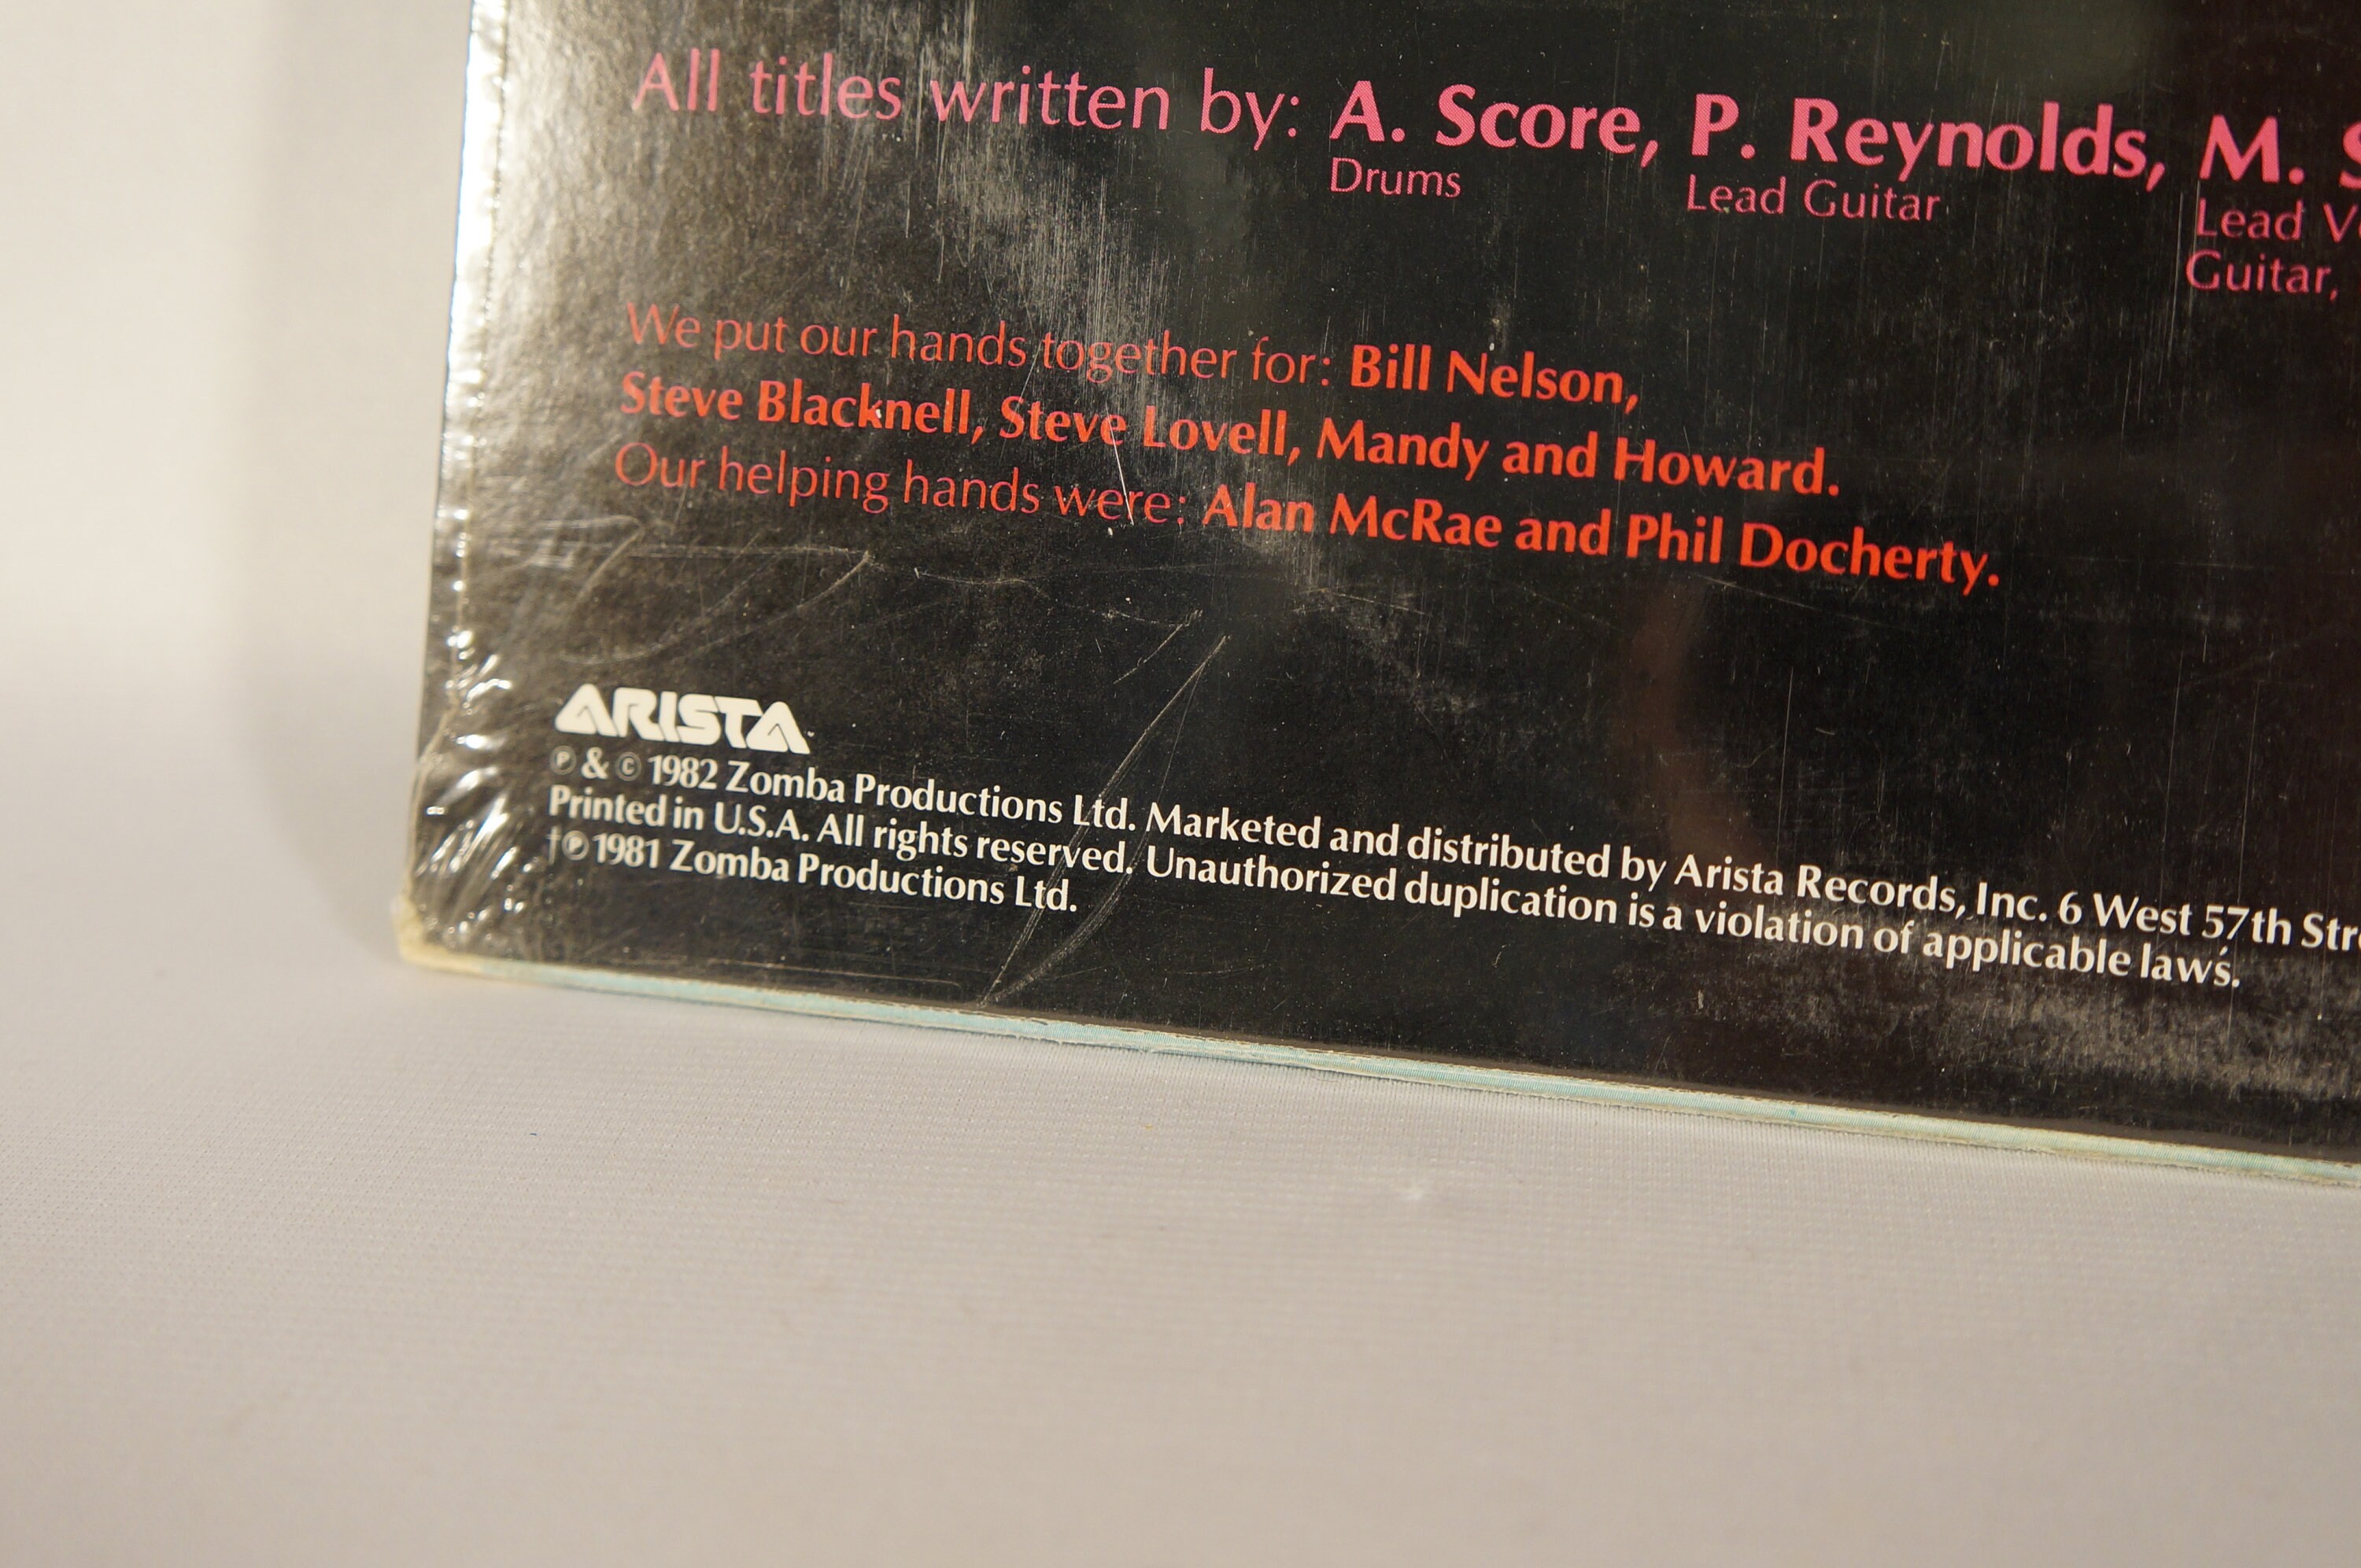 All titles written by: A. Score, P. Reynolds, M. S
Drums Lead Guitar Lead V
Guitar,
We put our hands together for: Bill Nelson,
Steve Blacknell, Steve Lovell, Mandy and Howard.
Our helping hands were: Alan McRae and Phil Docherty.
ARISTA
℗ & © 1982 Zomba Productions Ltd. Marketed and distributed by Arista Records, Inc. 6 West 57th Str
Printed in U.S.A. All rights reserved. Unauthorized duplication is a violation of applicable laws.
†℗ 1981 Zomba Productions Ltd.